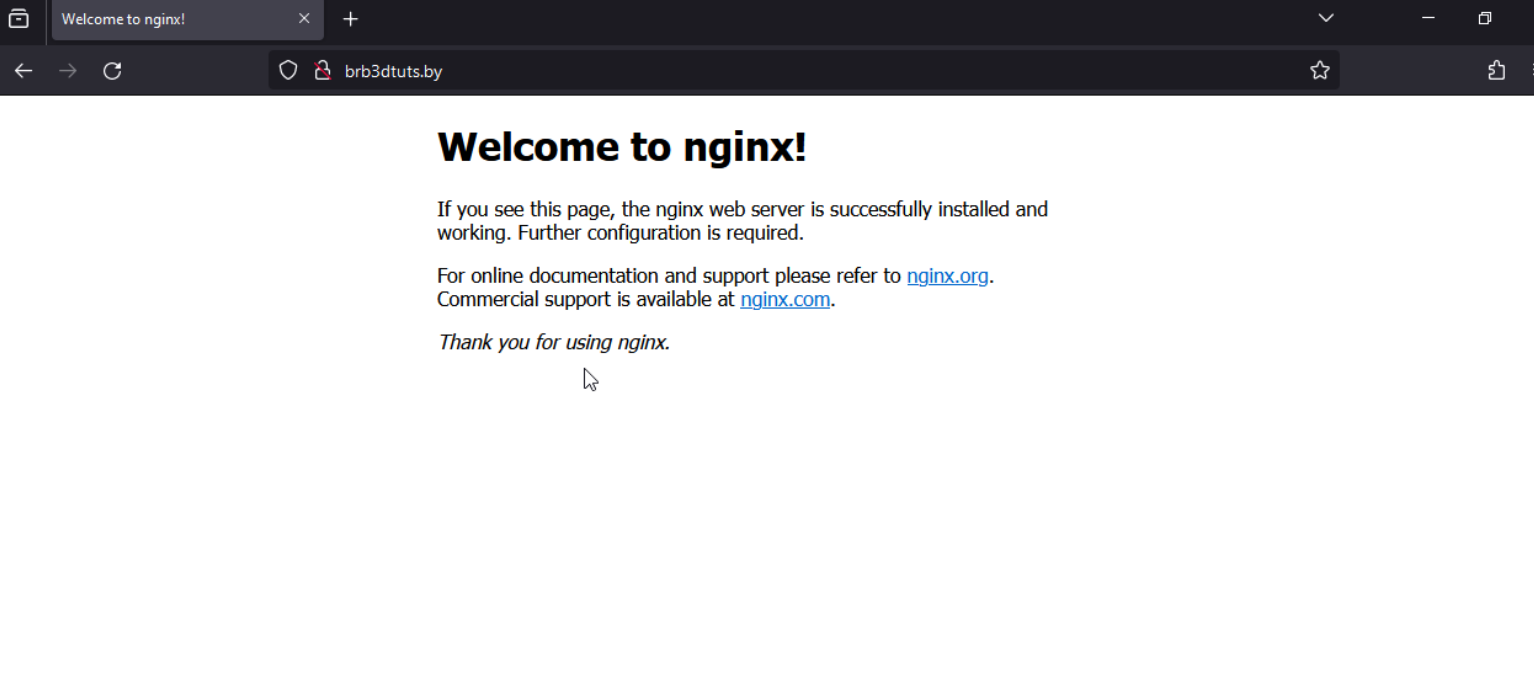 Welcome to nginx!
brb3dtuts.by
Welcome to nginx!
If you see this page, the nginx web server is successfully installed and
working. Further configuration is required.
For online documentation and support please refer to nginx.org.
Commercial support is available at nginx.com.
Thank you for using nginx.